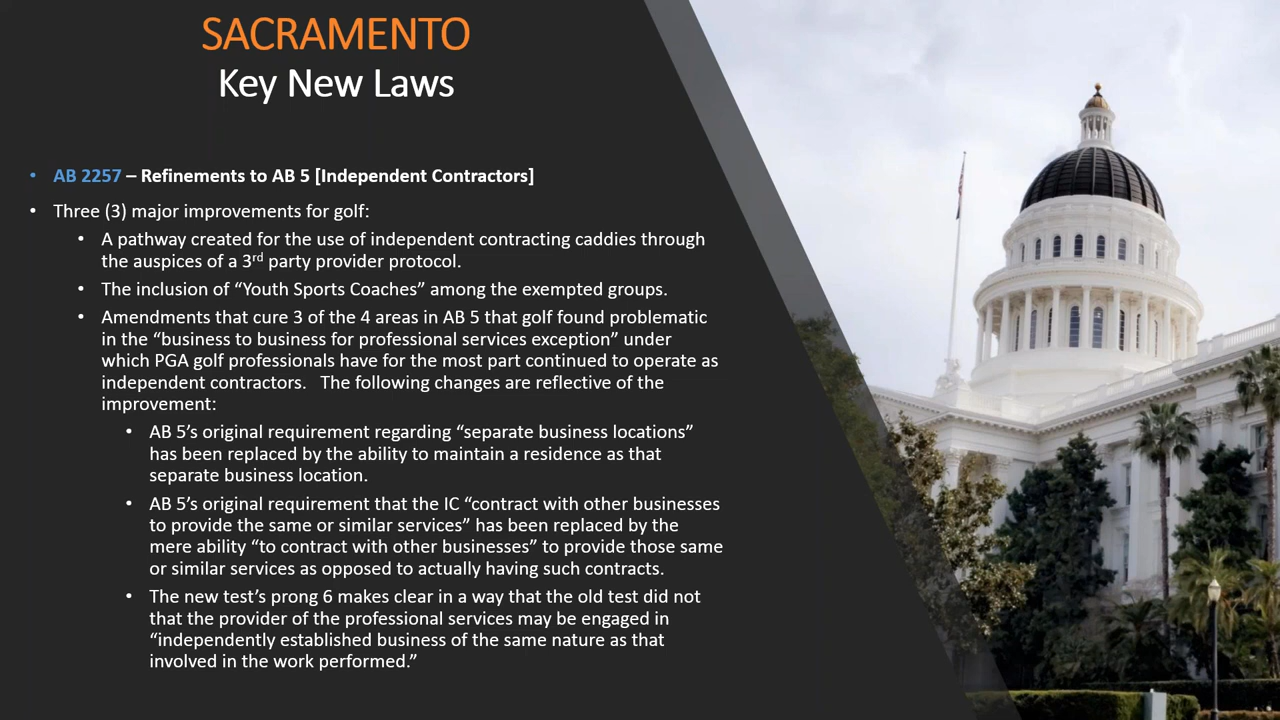 SACRAMENTO
Key New Laws
• AB 2257 – Refinements to AB 5 [Independent Contractors]
• Three (3) major improvements for golf:
• A pathway created for the use of independent contracting caddies through
the auspices of a 3rd party provider protocol.
• The inclusion of “Youth Sports Coaches” among the exempted groups.
• Amendments that cure 3 of the 4 areas in AB 5 that golf found problematic
in the “business to business for professional services exception” under
which PGA golf professionals have for the most part continued to operate as
independent contractors.   The following changes are reflective of the
improvement:
• AB 5’s original requirement regarding “separate business locations”
has been replaced by the ability to maintain a residence as that
separate business location.
• AB 5’s original requirement that the IC “contract with other businesses
to provide the same or similar services” has been replaced by the
mere ability “to contract with other businesses” to provide those same
or similar services as opposed to actually having such contracts.
• The new test’s prong 6 makes clear in a way that the old test did not
that the provider of the professional services may be engaged in
“independently established business of the same nature as that
involved in the work performed.”